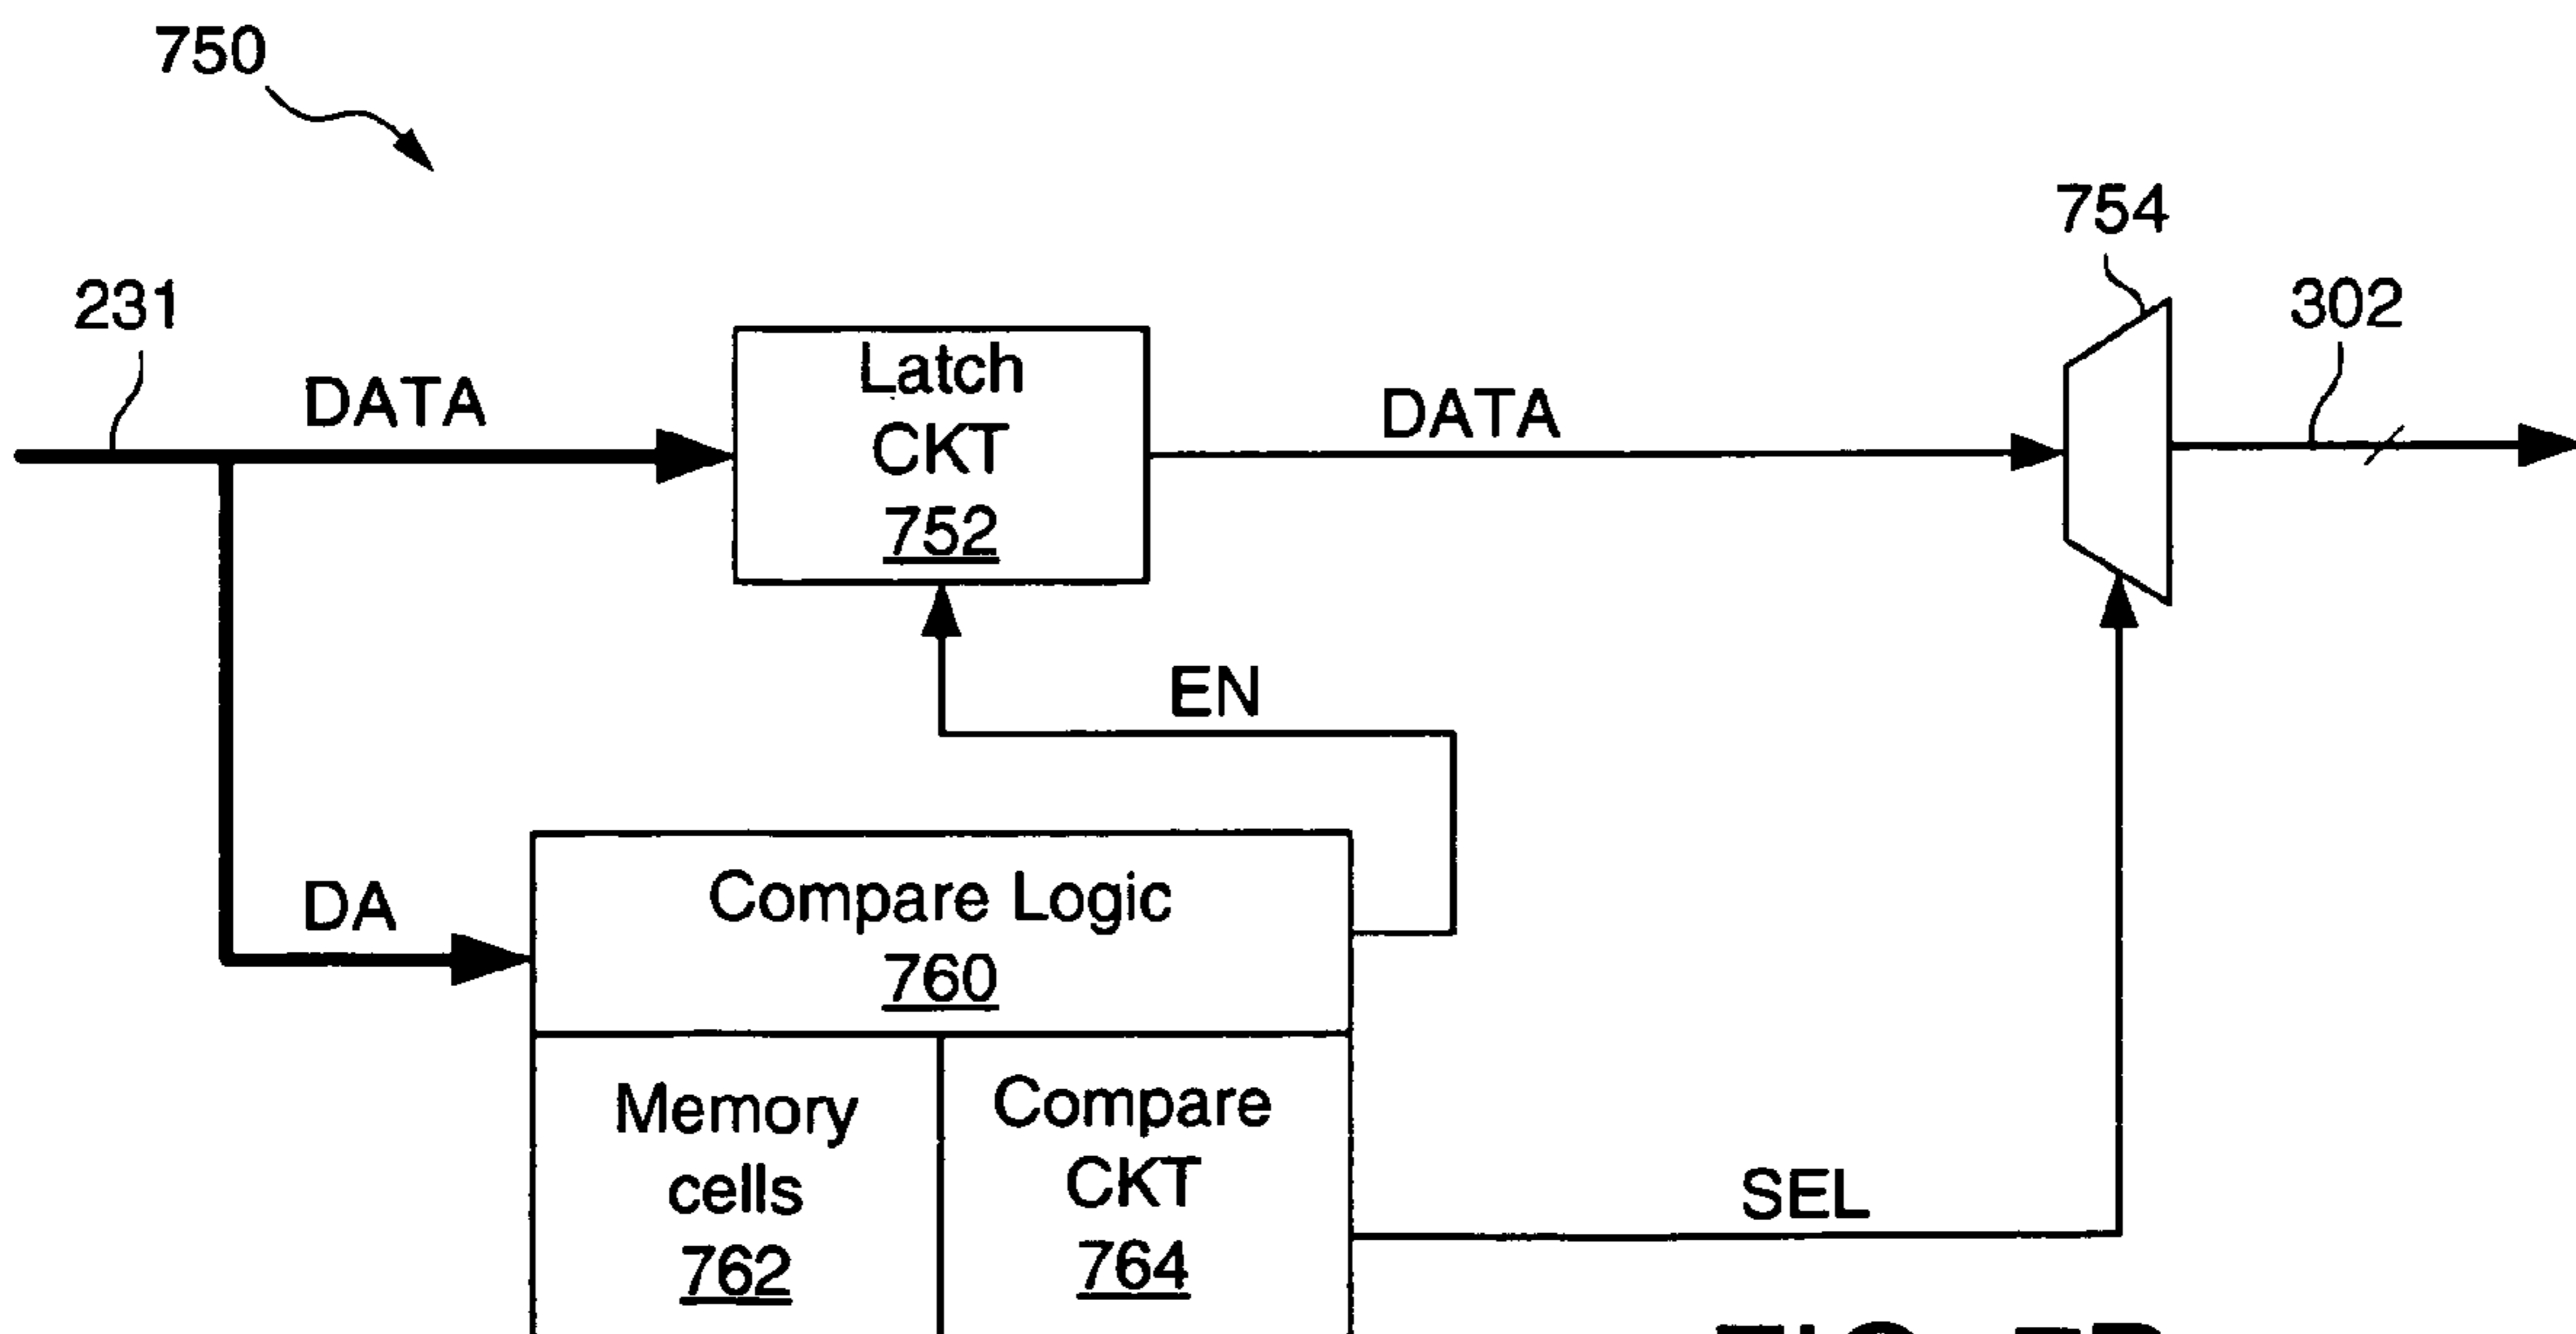 750
754
231
302
DATA
Latch
CKT
752
DATA
EN
DA
Compare Logic
760
Memory
cells
762
Compare
CKT
764
SEL